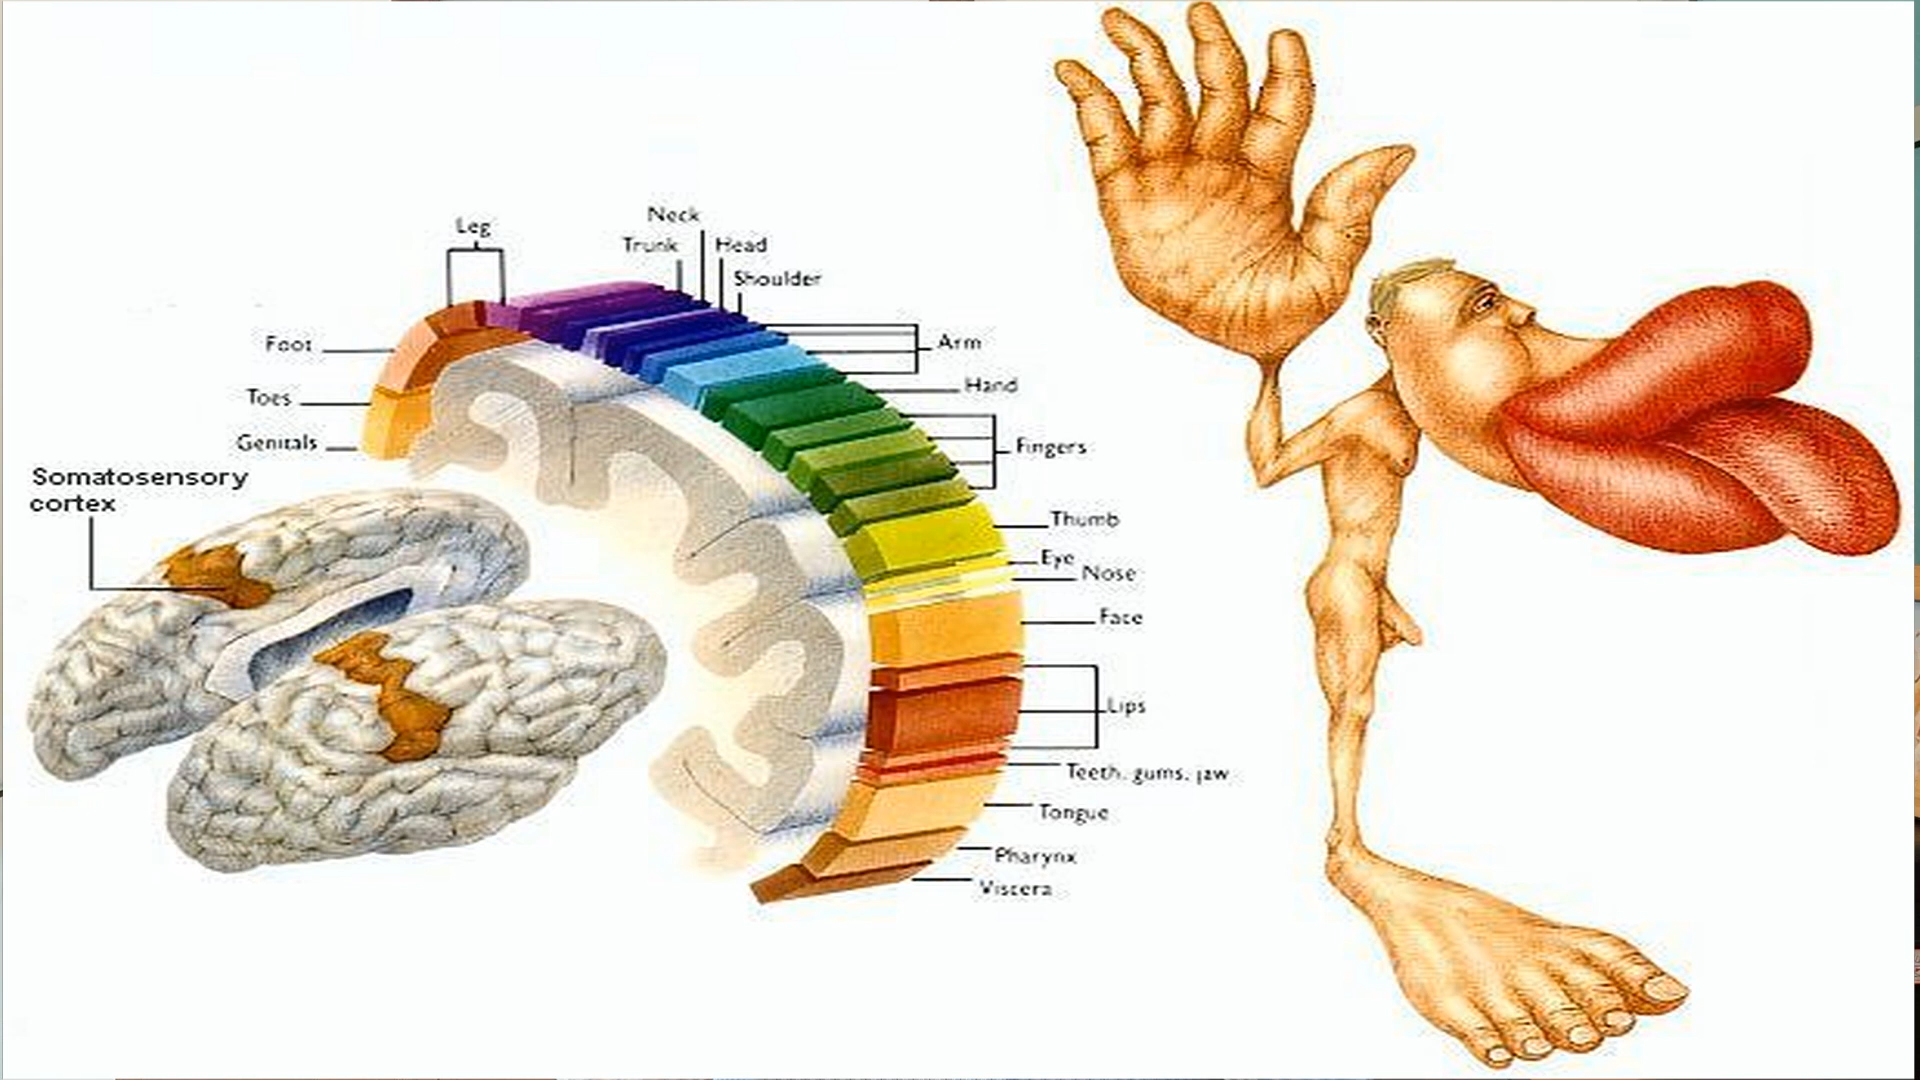 Leg
Neck
Trunk
Head
Shoulder
Foot
Arm
Toes
Hand
Genitals
Fingers
Somatosensory
cortex
Thumb
Eye
Nose
Face
Lips
Teeth, gums, jaw
Tongue
Pharynx
Viscera